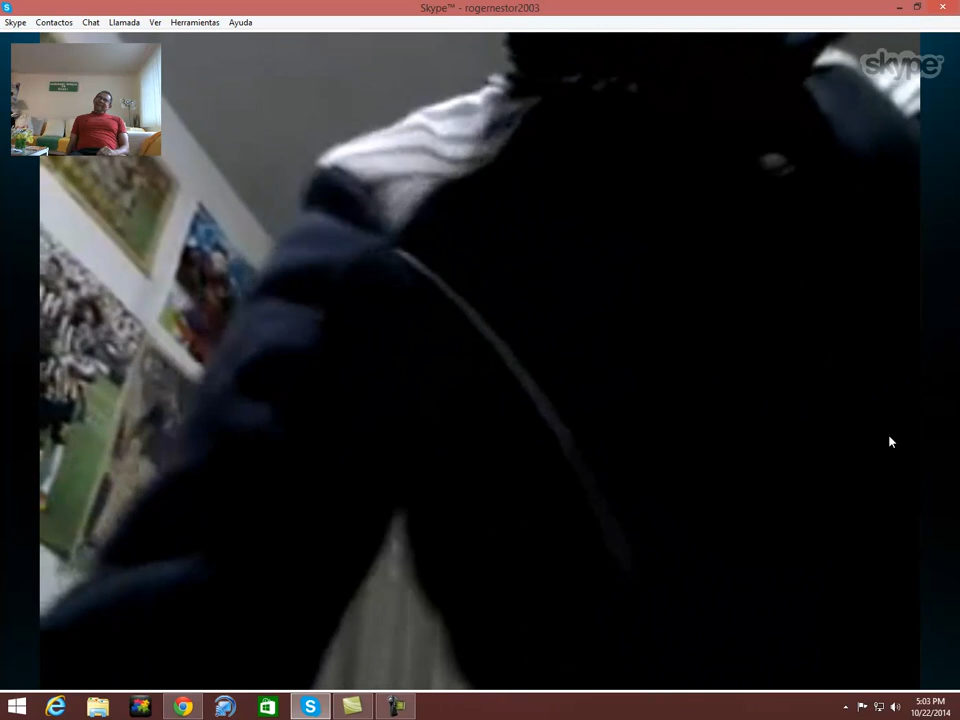 Skype™ - rogernestor2003
Skype Contactos Chat Llamada Ver Herramientas Ayuda
skype
5:03 PM
10/22/2014